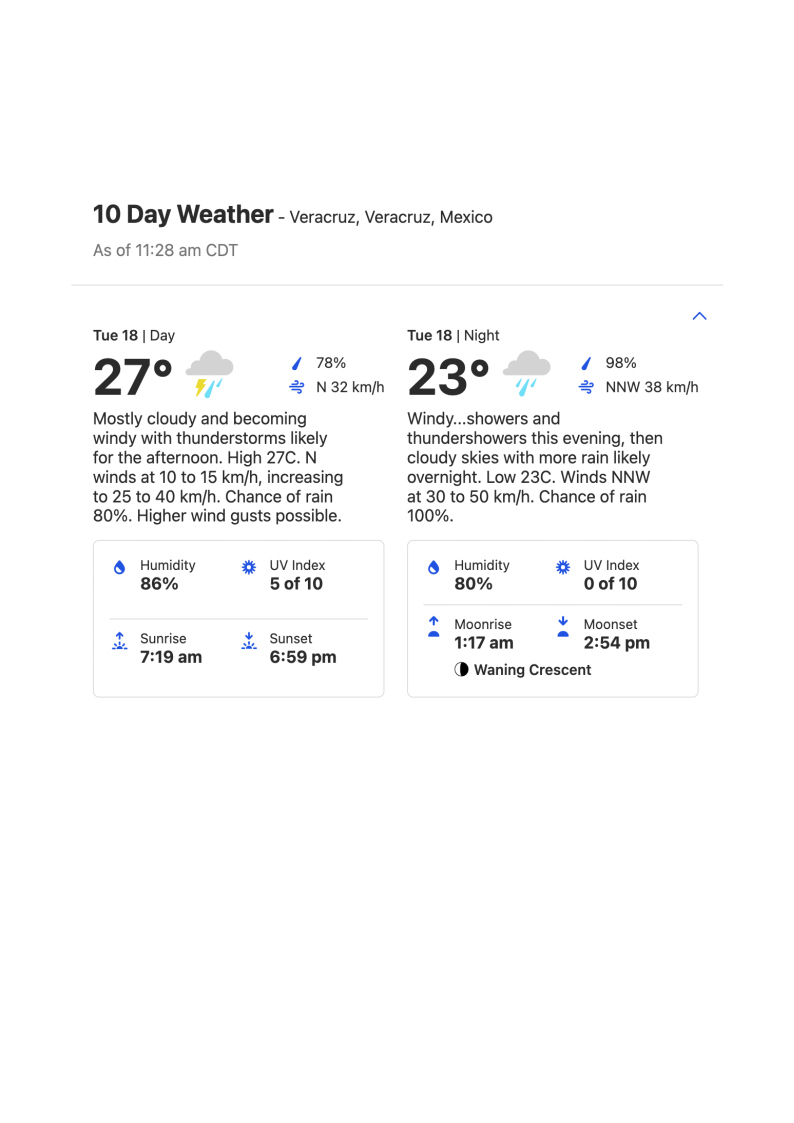 10 Day Weather - Veracruz, Veracruz, Mexico
As of 11:28 am CDT
Tue 18 | Day
27°
78%
N 32 km/h
Mostly cloudy and becoming
windy with thunderstorms likely
for the afternoon. High 27C. N
winds at 10 to 15 km/h, increasing
to 25 to 40 km/h. Chance of rain
80%. Higher wind gusts possible.
Humidity
86%
UV Index
5 of 10
Sunrise
7:19 am
Sunset
6:59 pm
Tue 18 | Night
23°
98%
NNW 38 km/h
Windy...showers and
thundershowers this evening, then
cloudy skies with more rain likely
overnight. Low 23C. Winds NNW
at 30 to 50 km/h. Chance of rain
100%.
Humidity
80%
UV Index
0 of 10
Moonrise
1:17 am
Moonset
2:54 pm
Waning Crescent